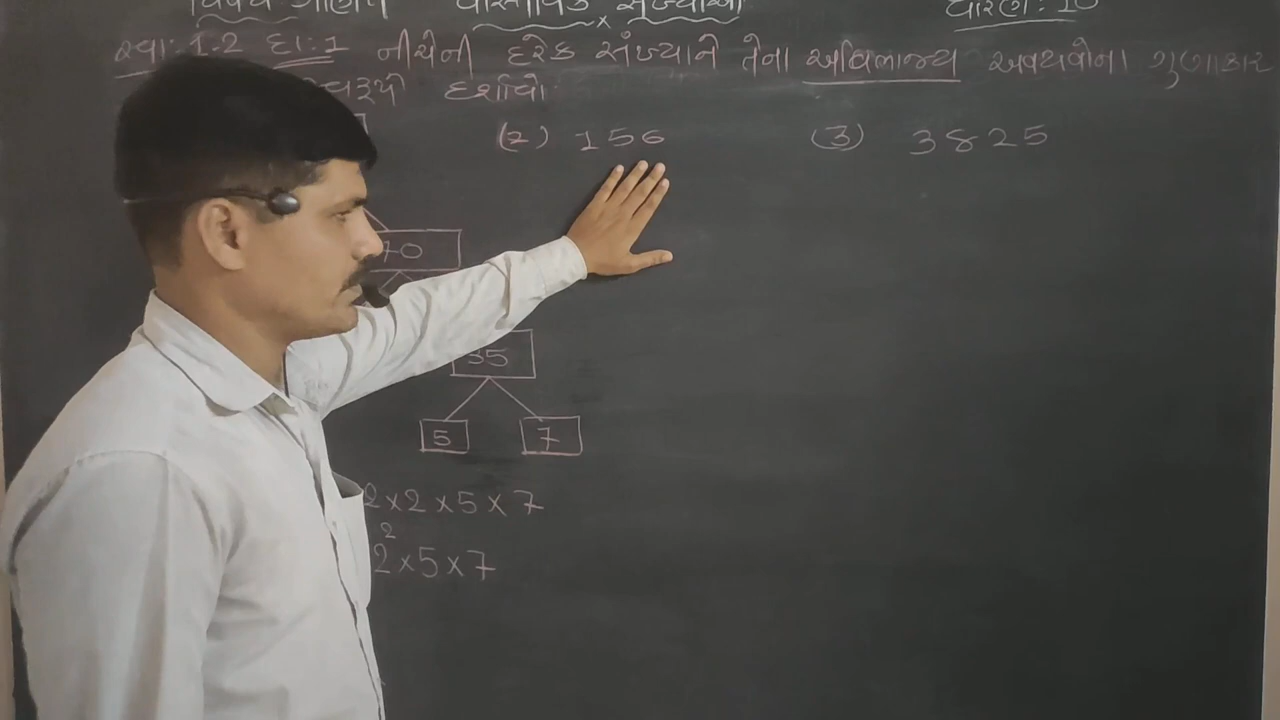 વિષય ગણિત વાસ્તવિક સંખ્યાઓ ધોરણ: 10
સ્વા: 1.2 દા: 1 નીચેની દરેક સંખ્યાને તેના અવિભાજ્ય અવયવોના ગુણાકાર
સ્વરૂપે દર્શાવો
(2) 156 (3) 3825
70
35
5 7
2×2×5×7
2²×5×7